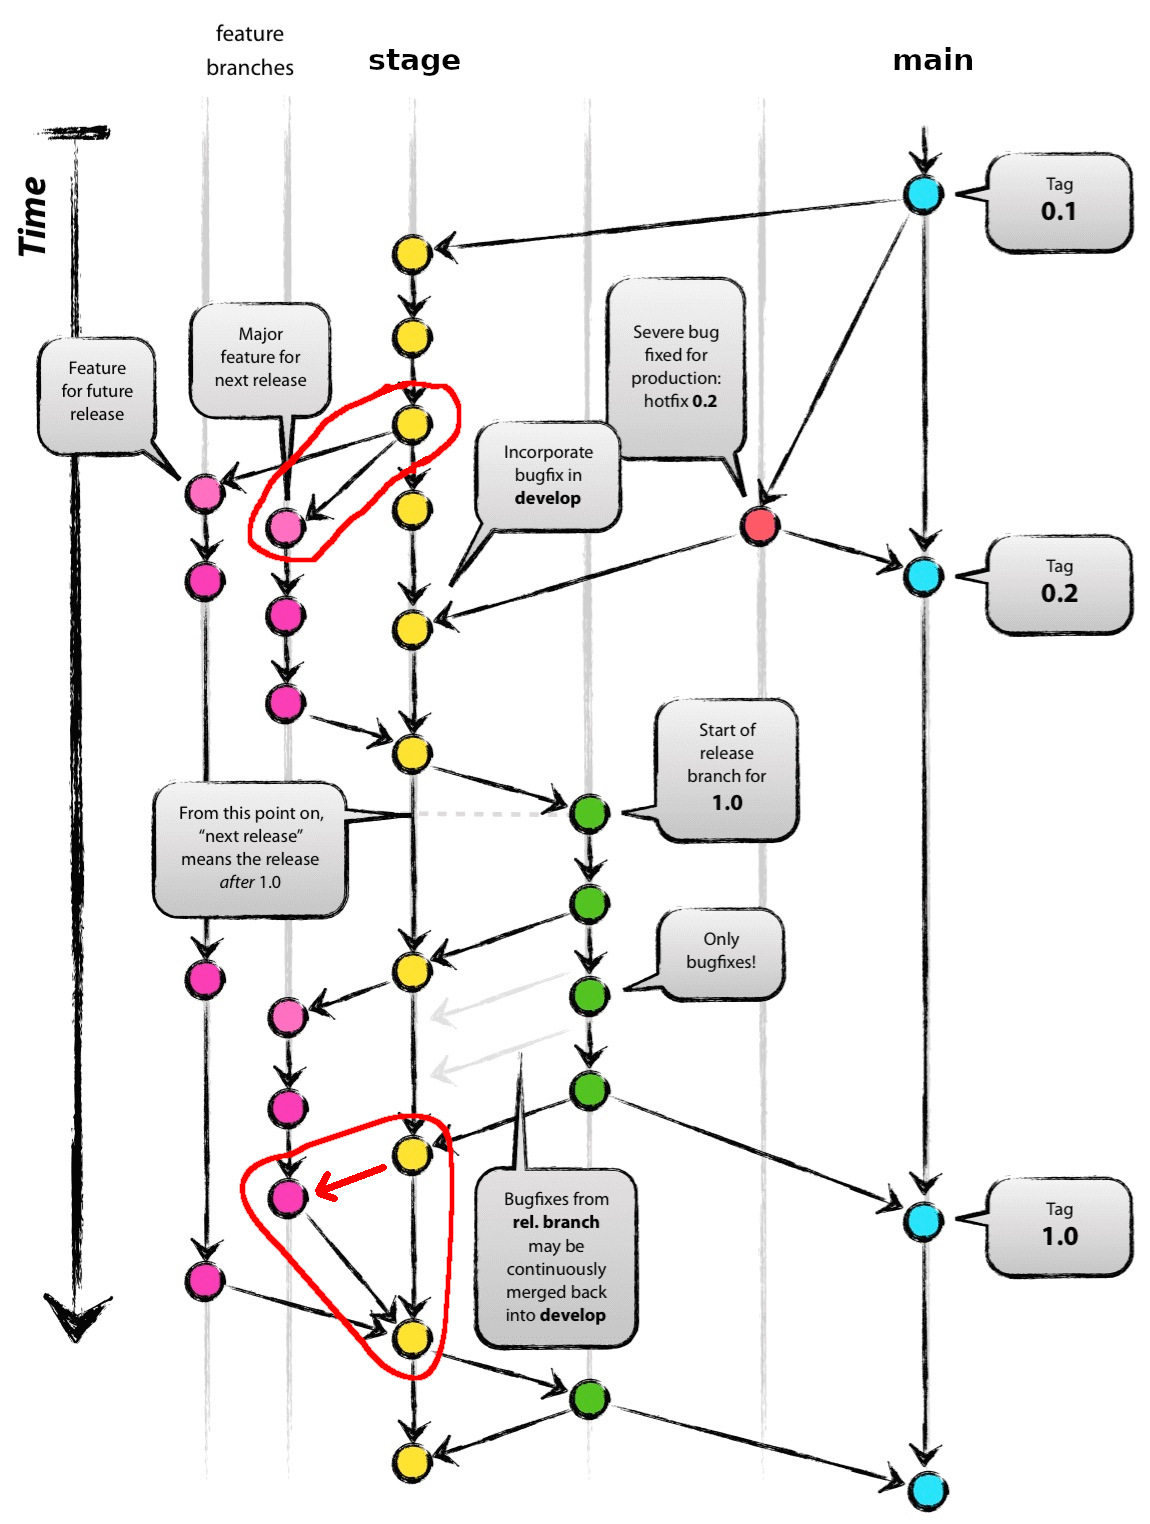 feature
branches
stage
main
Time
Tag
0.1
Major
feature for
next release
Feature
for future
release
Severe bug
fixed for
production:
hotfix 0.2
Incorporate
bugfix in
develop
Tag
0.2
Start of
release
branch for
1.0
From this point on,
“next release”
means the release
after 1.0
Only
bugfixes!
Bugfixes from
rel. branch
may be
continuously
merged back
into develop
Tag
1.0